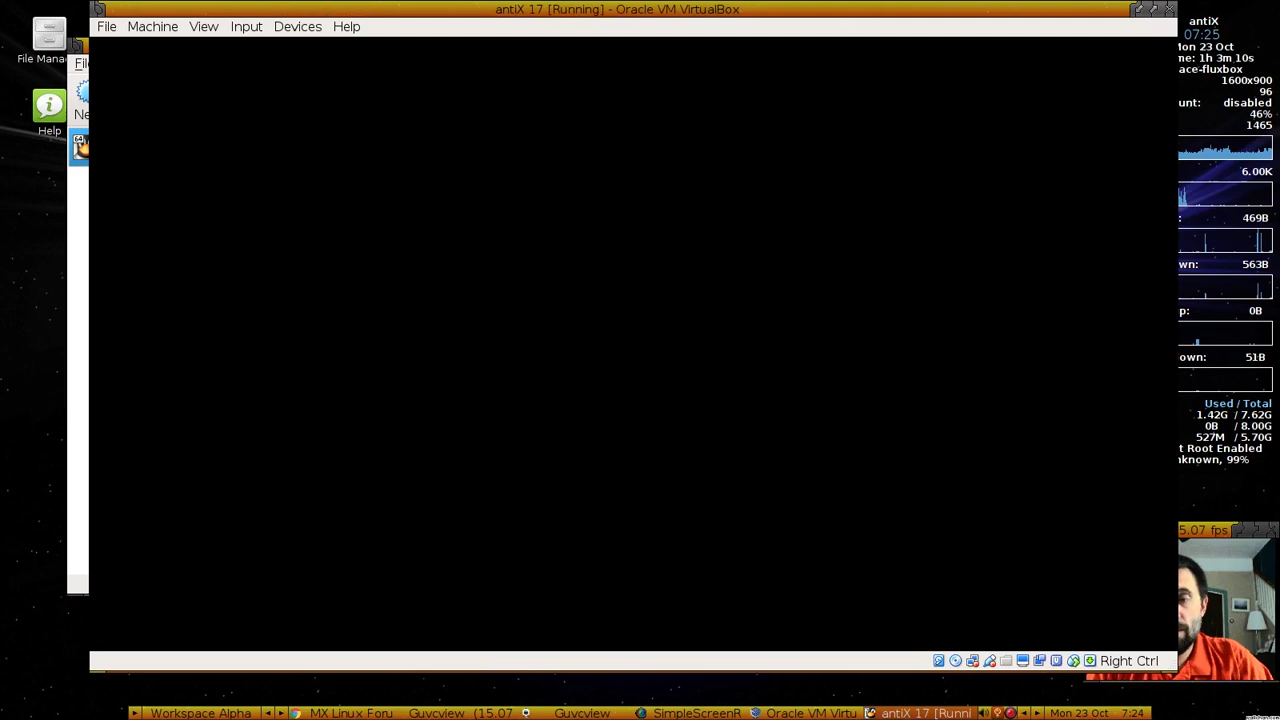 antiX 17 [Running] - Oracle VM VirtualBox
File Machine View Input Devices Help
File Mana
Help
File
Ne
64
antiX
07:25
Mon 23 Oct
me: 1h 3m 10s
ace-fluxbox
1600x900
96
unt: disabled
46%
1465
6.00K
: 469B
wn: 563B
p: 0B
own: 51B
Used / Total
1.42G / 7.62G
0B / 8.00G
527M / 5.70G
t Root Enabled
nknown, 99%
5.07 fps
Right Ctrl
Workspace Alpha MX Linux Foru Guvcview (15.07 Guvcview SimpleScreenR Oracle VM Virtu antiX 17 [Runni Mon 23 Oct 7:24